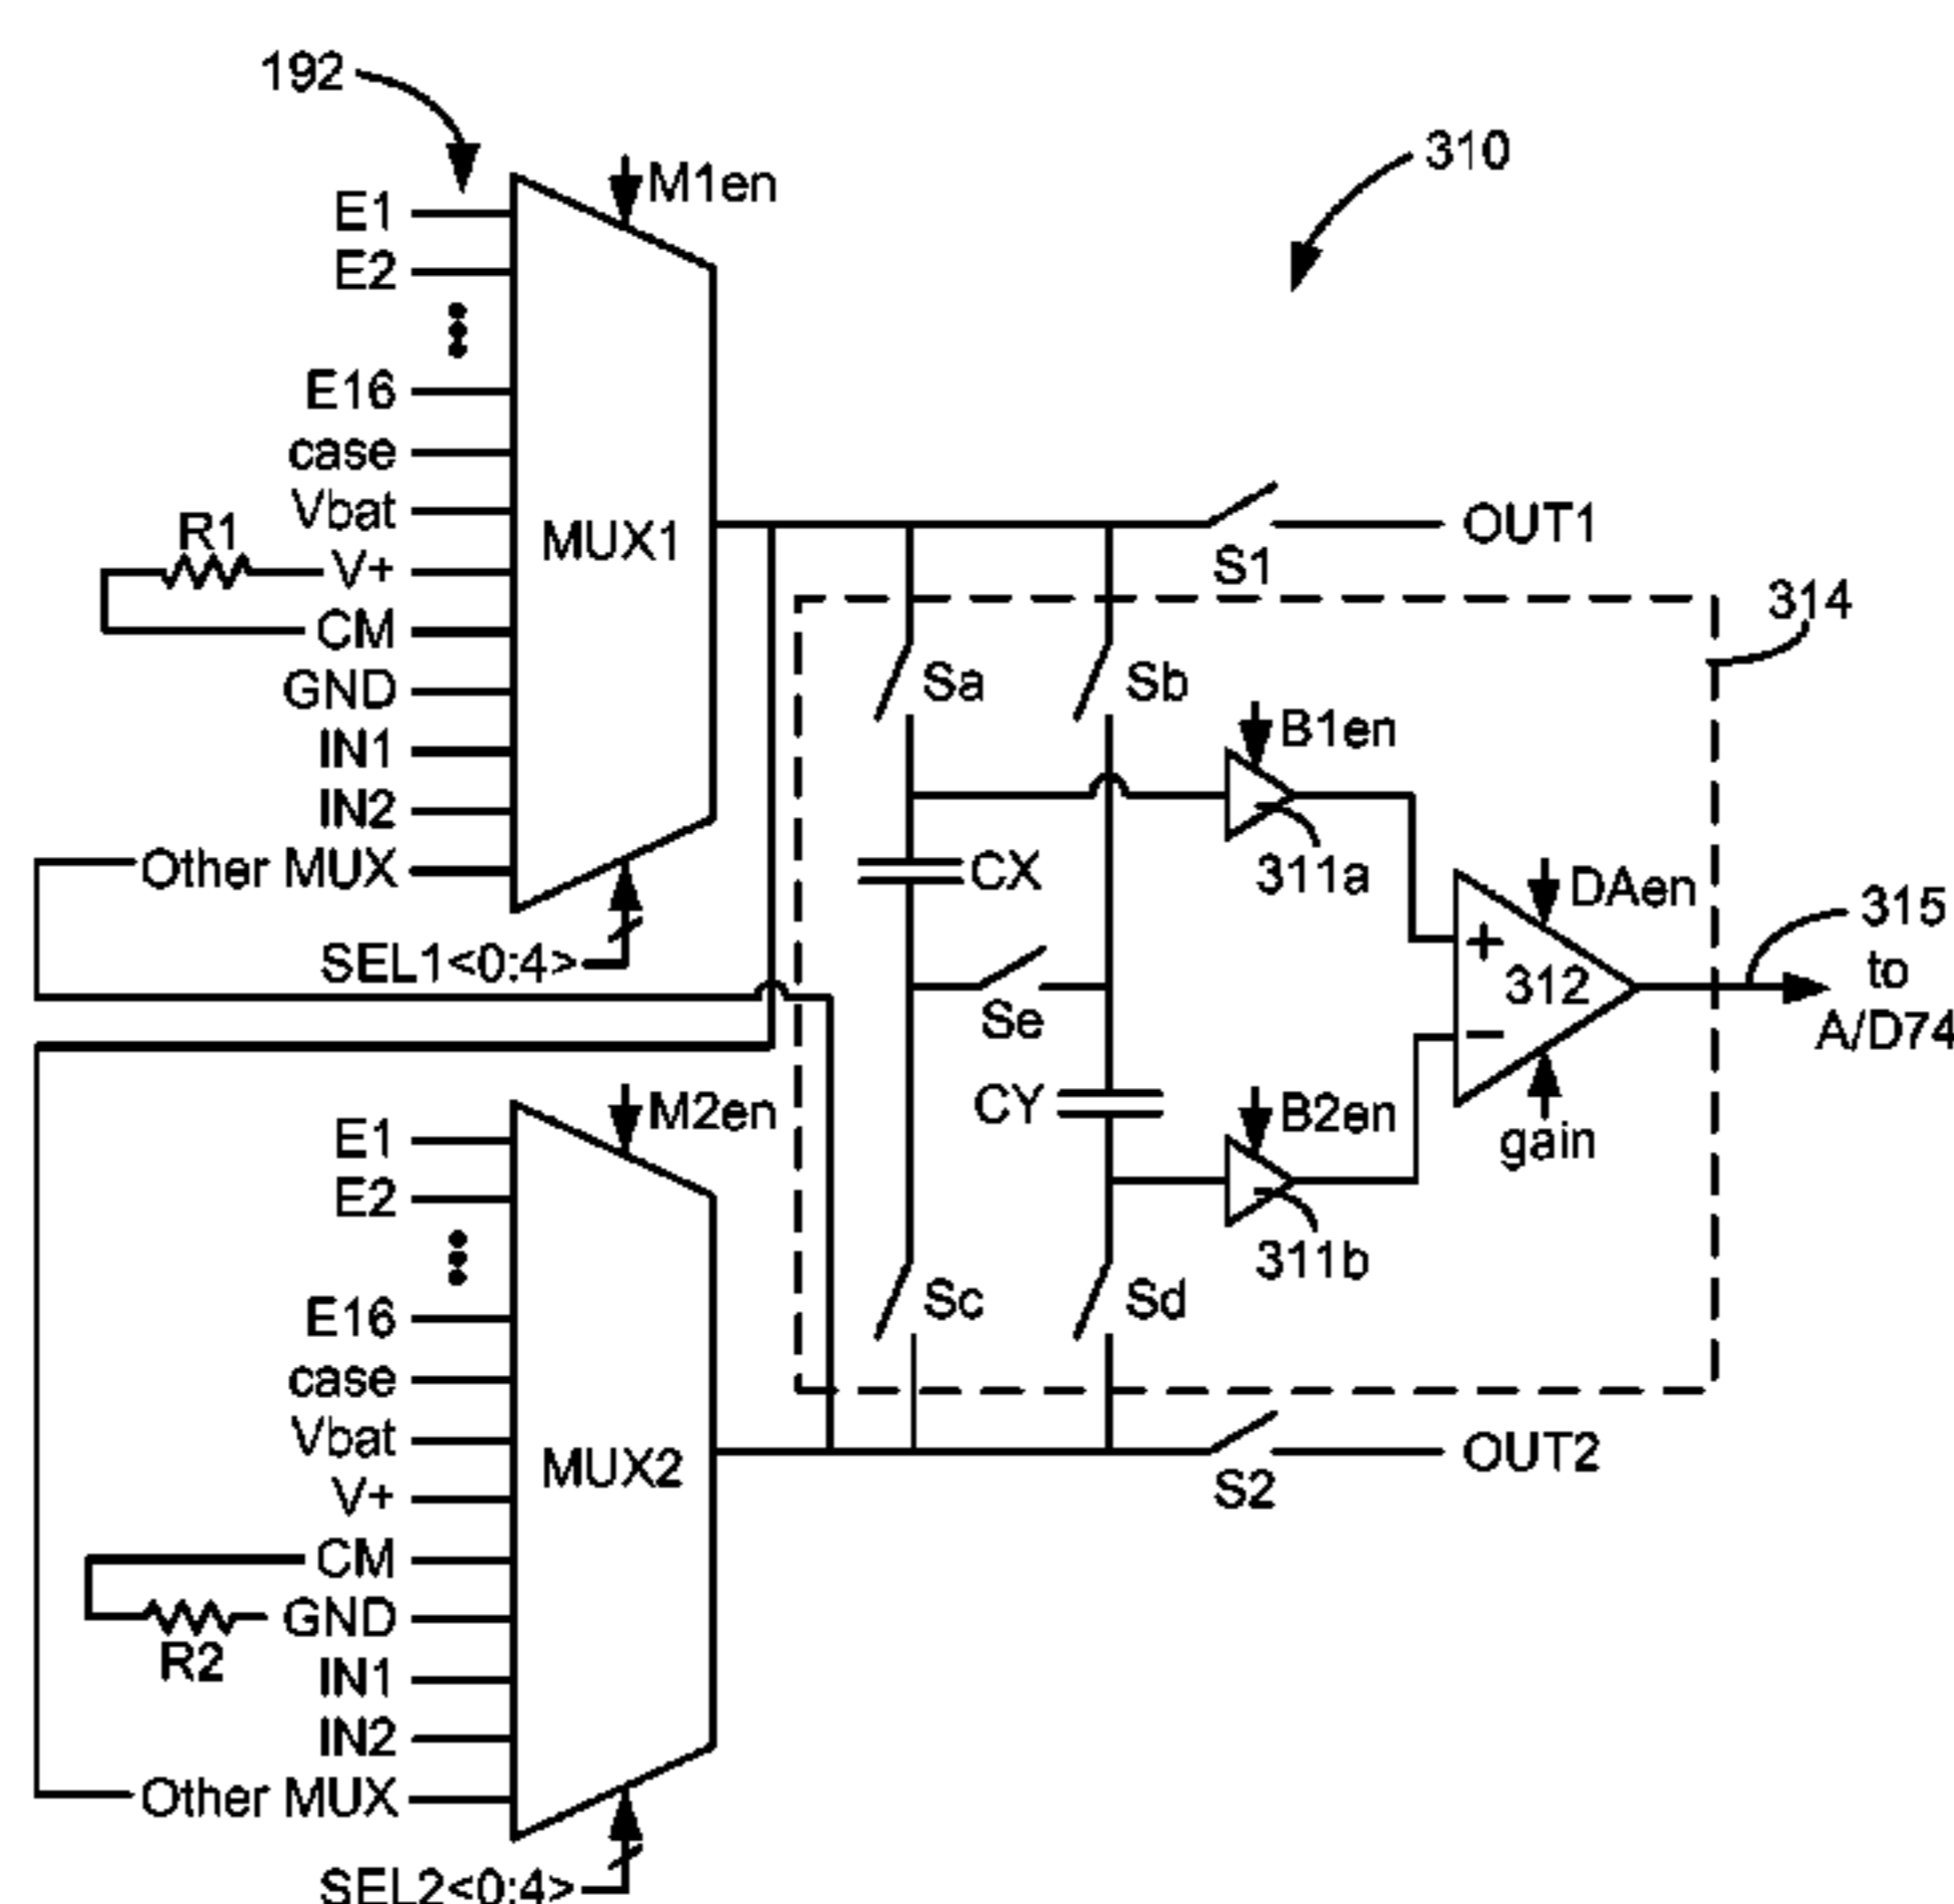 192
310
M1en
E1
E2
E16
case
Vbat
R1
V+
CM
GND
IN1
IN2
Other MUX
MUX1
SEL1<0:4>
S1
OUT1
314
Sa
Sb
B1en
311a
CX
DAen
315
to
A/D74
+
312
−
gain
Se
CY
B2en
311b
Sc
Sd
M2en
E1
E2
E16
case
Vbat
V+
CM
GND
R2
IN1
IN2
Other MUX
MUX2
SEL2<0:4>
S2
OUT2